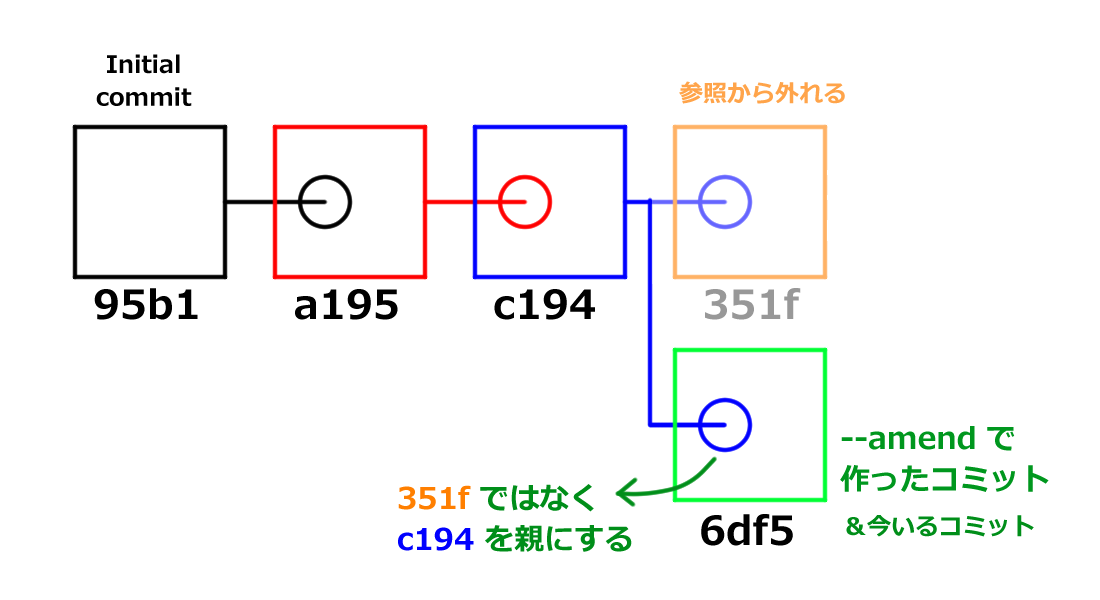 Initial
commit
参照から外れる
95b1
a195
c194
351f
--amend で
作ったコミット
&今いるコミット
351f ではなく
c194 を親にする
6df5